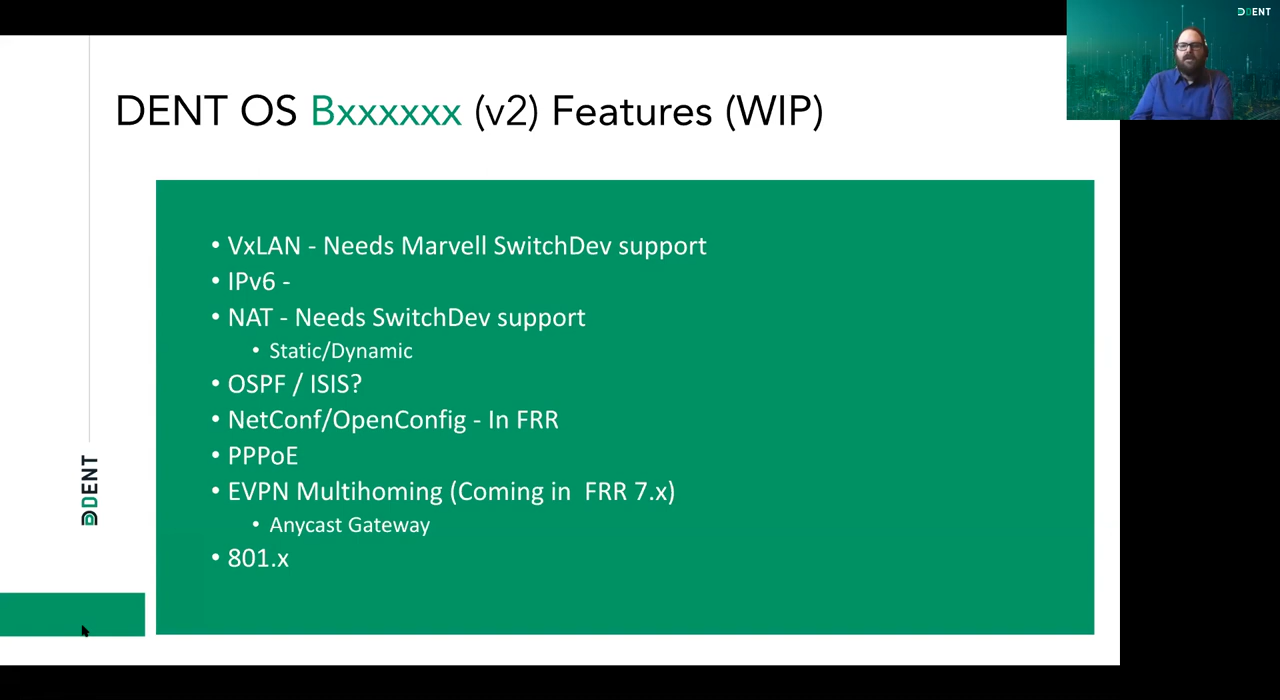 DENT
DENT OS Bxxxxxx (v2) Features (WIP)
• VxLAN - Needs Marvell SwitchDev support
• IPv6 -
• NAT - Needs SwitchDev support
• Static/Dynamic
• OSPF / ISIS?
• NetConf/OpenConfig - In FRR
• PPPoE
• EVPN Multihoming (Coming in  FRR 7.x)
• Anycast Gateway
• 801.x
DENT